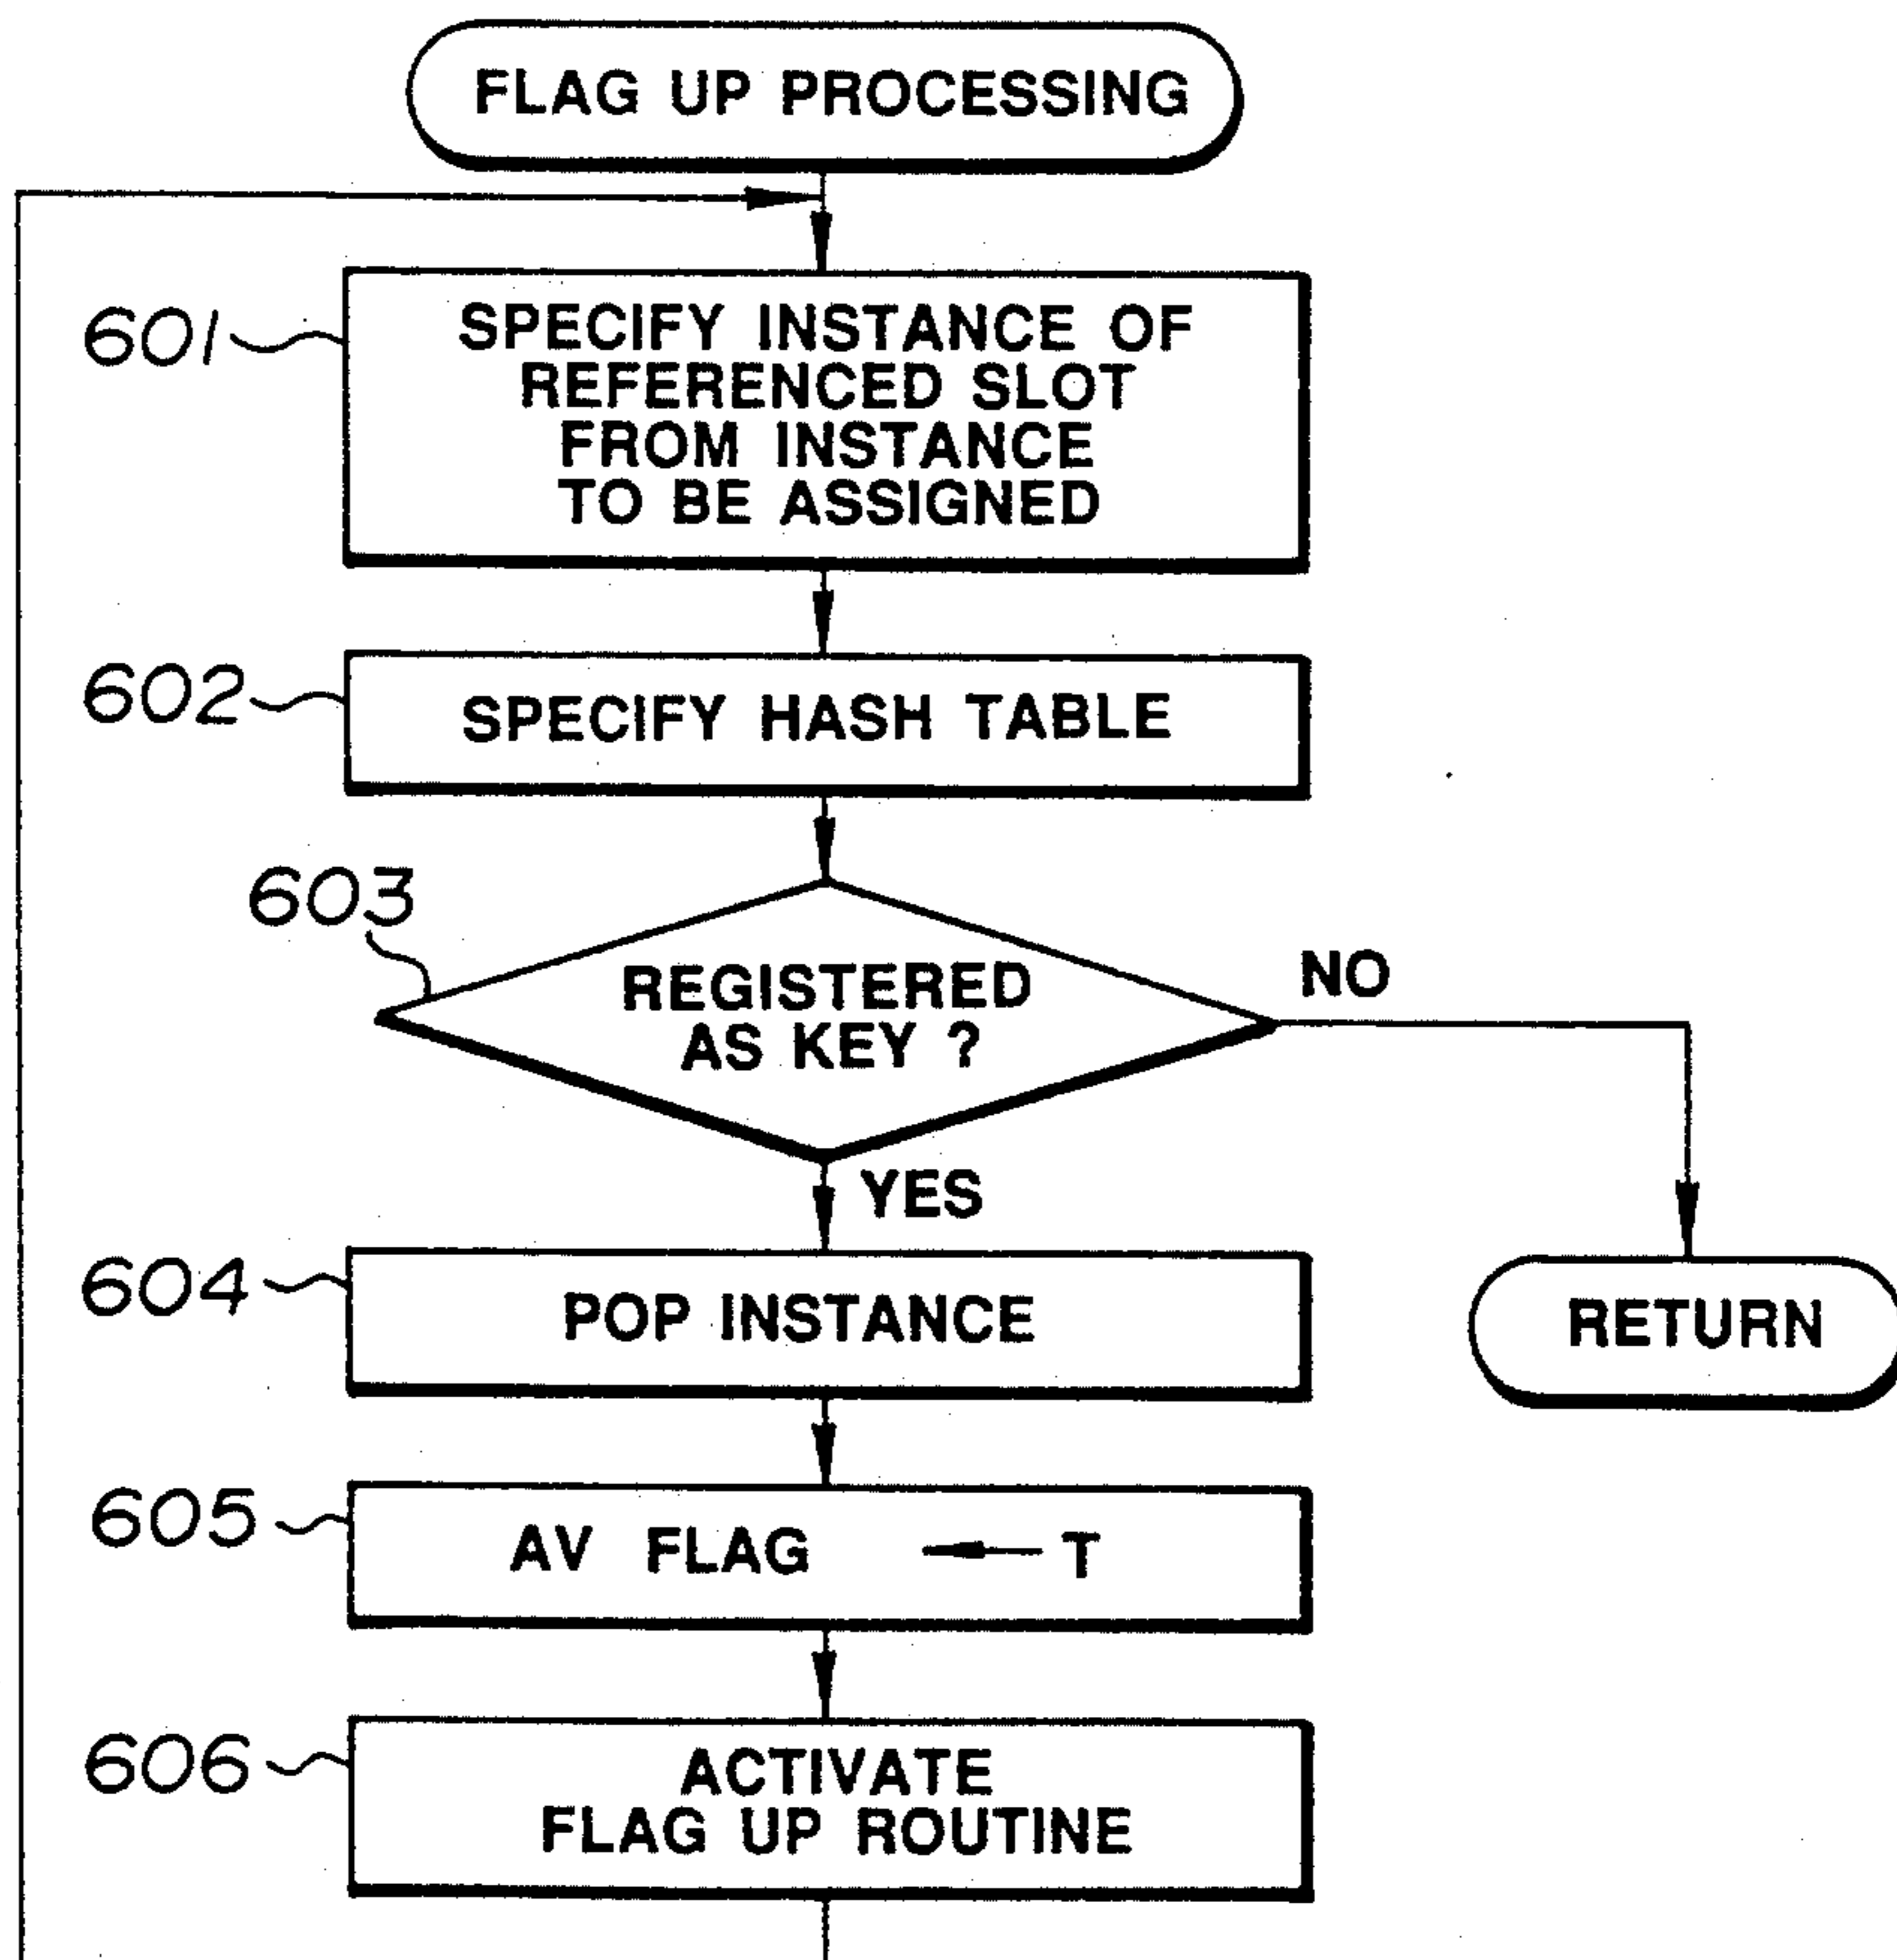 FLAG UP PROCESSING
601
SPECIFY INSTANCE OF
REFERENCED SLOT
FROM INSTANCE
TO BE ASSIGNED
602
SPECIFY HASH TABLE
603
REGISTERED
AS KEY ?
NO
YES
604
POP INSTANCE
RETURN
605
AV FLAG ← T
606
ACTIVATE
FLAG UP ROUTINE